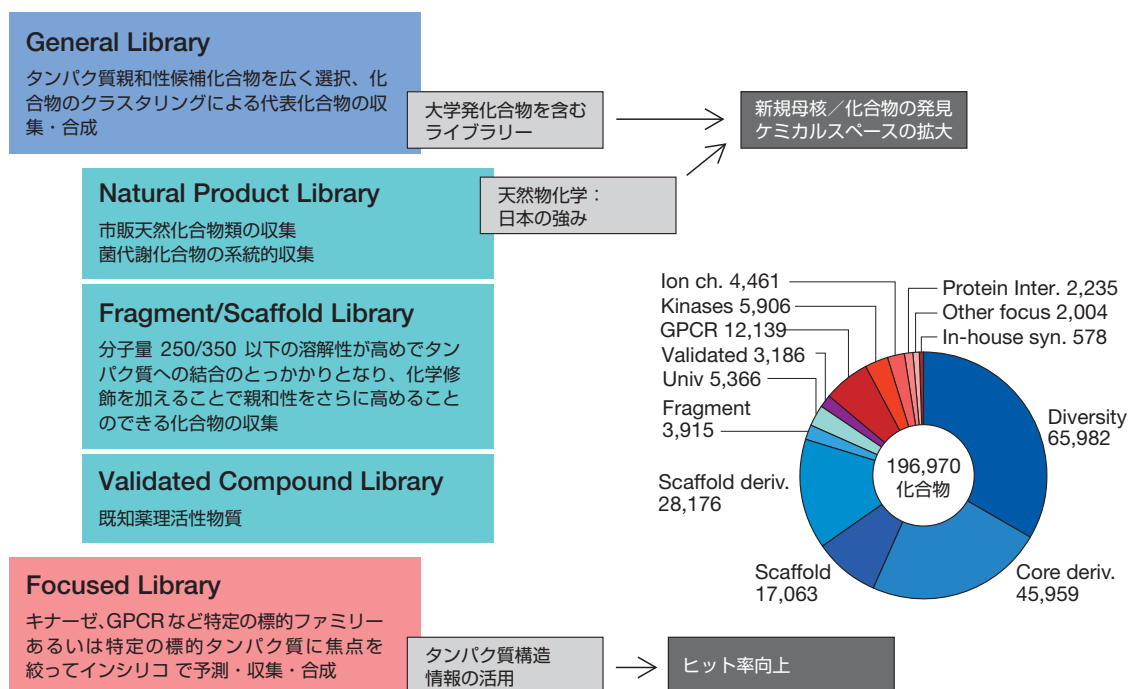 General Library
タンパク質親和性候補化合物を広く選択、化
合物のクラスタリングによる代表化合物の収
集・合成
大学発化合物を含む
ライブラリー
新規母核／化合物の発見
ケミカルスペースの拡大
Natural Product Library
市販天然化合物類の収集
菌代謝化合物の系統的収集
天然物化学：
日本の強み
Fragment/Scaffold Library
分子量 250/350 以下の溶解性が高めでタン
パク質への結合のとっかかりとなり、化学修
飾を加えることで親和性をさらに高めること
のできる化合物の収集
Validated Compound Library
既知薬理活性物質
Focused Library
キナーゼ、GPCR など特定の標的ファミリー
あるいは特定の標的タンパク質に焦点を
絞ってインシリコ で予測・収集・合成
タンパク質構造
情報の活用
ヒット率向上
Ion ch. 4,461
Kinases 5,906
GPCR 12,139
Validated 3,186
Univ 5,366
Fragment
3,915
Scaffold deriv.
28,176
Scaffold
17,063
Protein Inter. 2,235
Other focus 2,004
In-house syn. 578
Diversity
65,982
Core deriv.
45,959
196,970
化合物